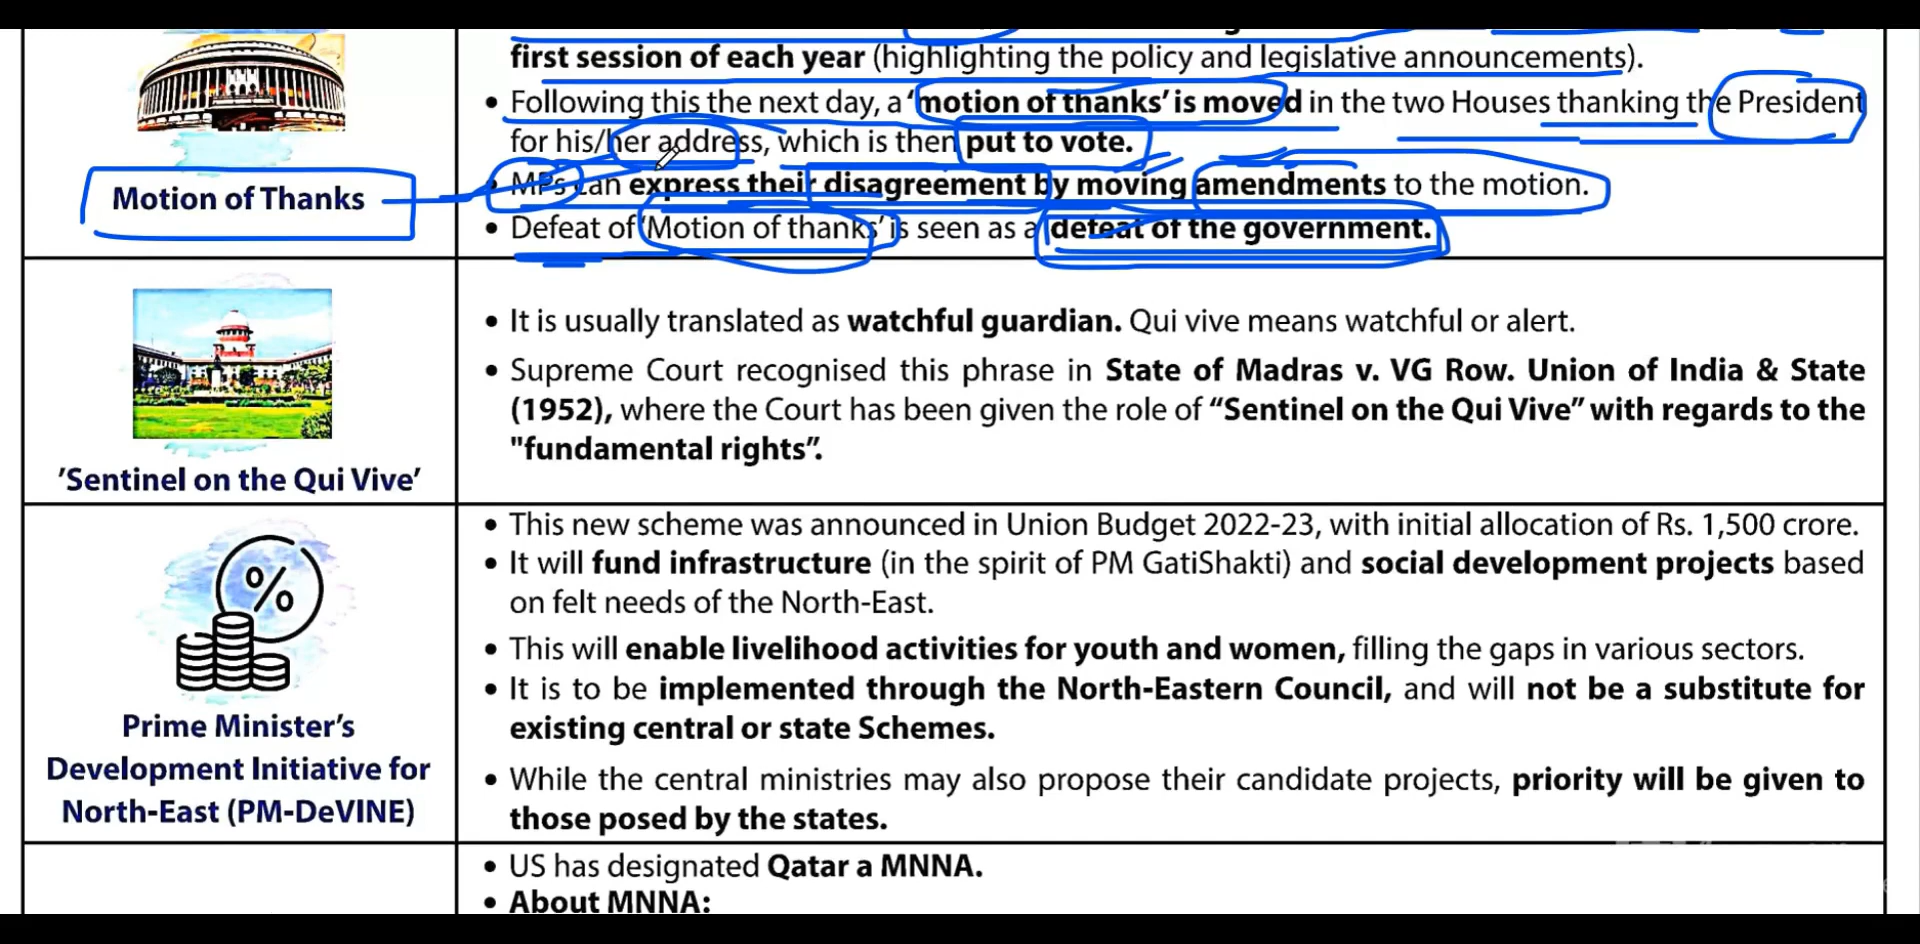 first session of each year (highlighting the policy and legislative announcements).
• Following this the next day, a ‘motion of thanks’ is moved in the two Houses thanking the President
for his/her address, which is then put to vote.
• MPs can express their disagreement by moving amendments to the motion.
Motion of Thanks
• Defeat of ‘Motion of thanks’ is seen as a defeat of the government.
• It is usually translated as watchful guardian. Qui vive means watchful or alert.
• Supreme Court recognised this phrase in State of Madras v. VG Row. Union of India & State
(1952), where the Court has been given the role of “Sentinel on the Qui Vive” with regards to the
"fundamental rights”.
’Sentinel on the Qui Vive’
• This new scheme was announced in Union Budget 2022-23, with initial allocation of Rs. 1,500 crore.
• It will fund infrastructure (in the spirit of PM GatiShakti) and social development projects based
on felt needs of the North-East.
• This will enable livelihood activities for youth and women, filling the gaps in various sectors.
• It is to be implemented through the North-Eastern Council, and will not be a substitute for
existing central or state Schemes.
• While the central ministries may also propose their candidate projects, priority will be given to
those posed by the states.
Prime Minister’s
Development Initiative for
North-East (PM-DeVINE)
• US has designated Qatar a MNNA.
• About MNNA: